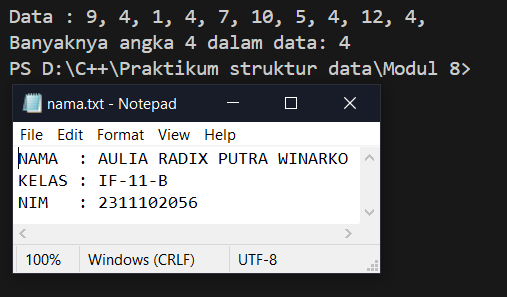 Data : 9, 4, 1, 4, 7, 10, 5, 4, 12, 4,
Banyaknya angka 4 dalam data: 4
PS D:\C++\Praktikum struktur data\Modul 8>
nama.txt - Notepad
File Edit Format View Help
NAMA : AULIA RADIX PUTRA WINARKO
KELAS : IF-11-B
NIM : 2311102056
100% Windows (CRLF) UTF-8